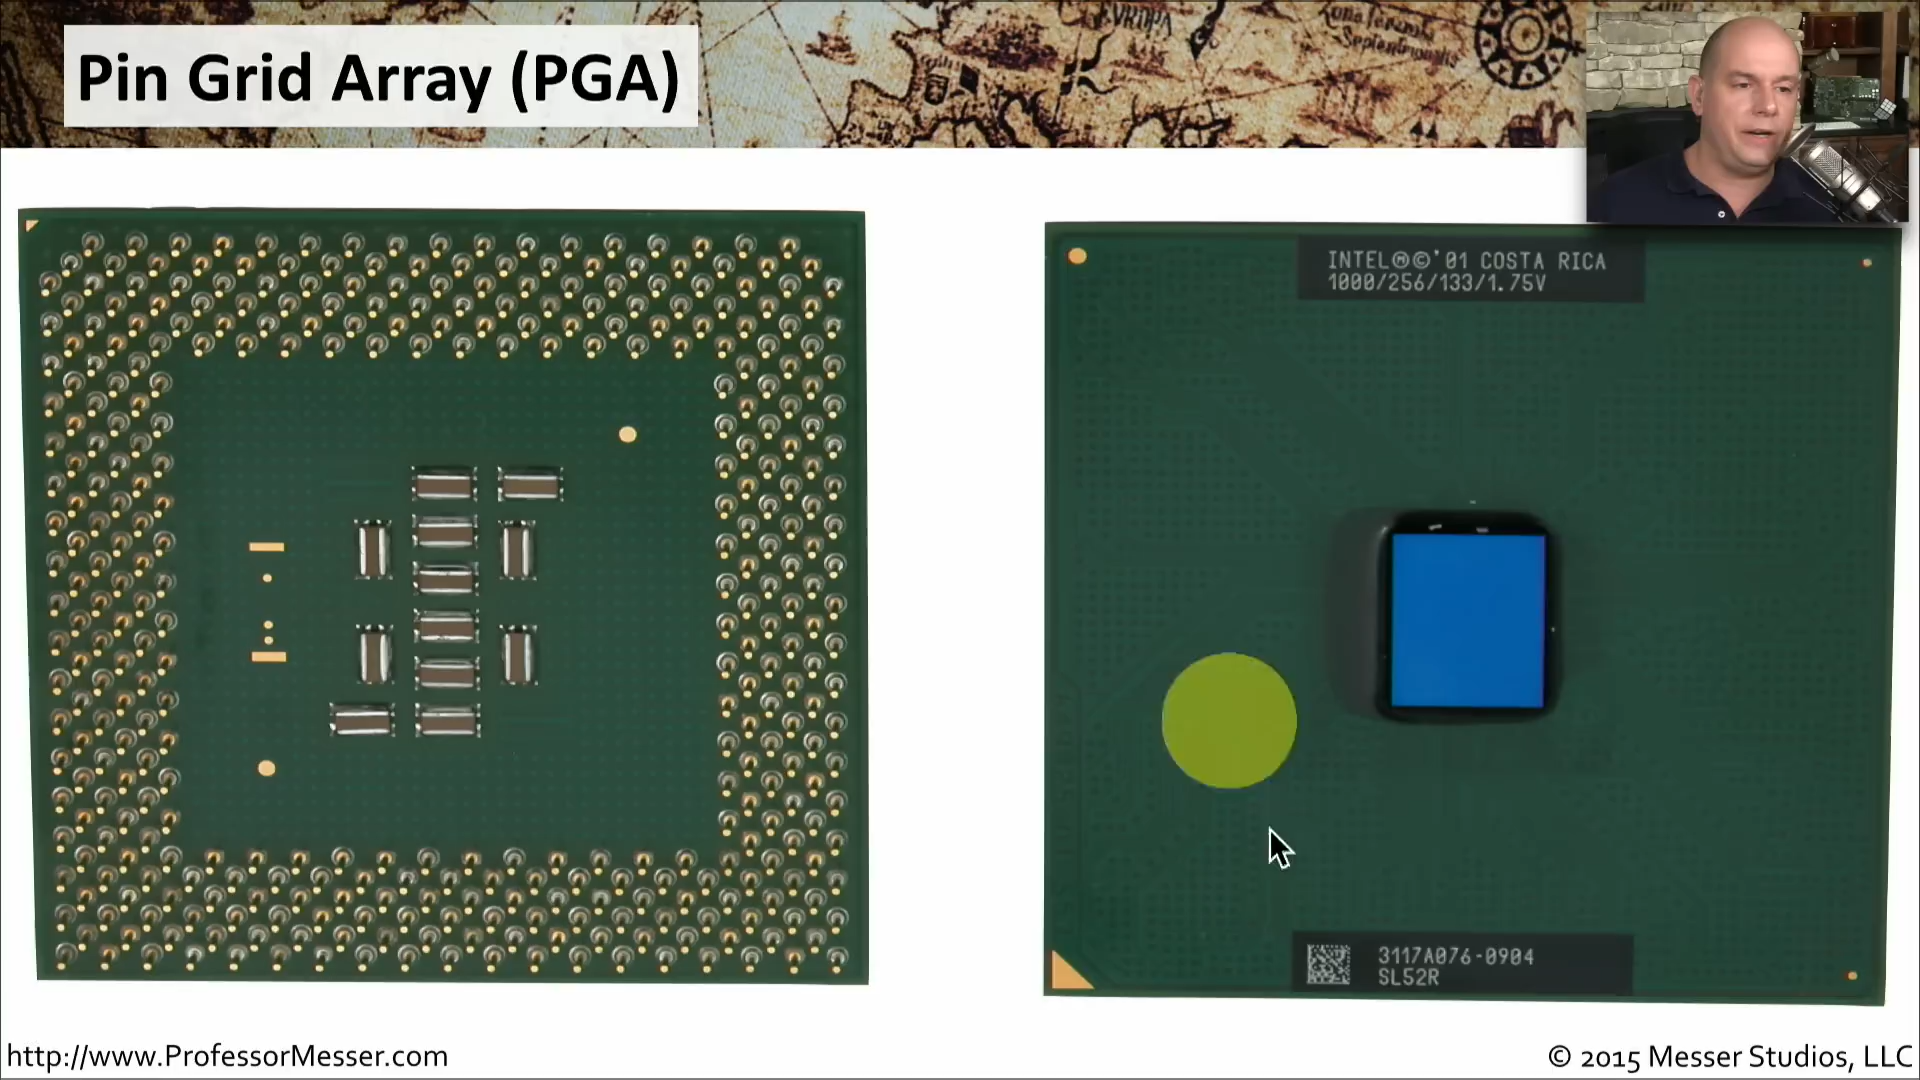 Pin Grid Array (PGA)
EVROPA
INTEL®©'01 COSTA RICA
1000/256/133/1.75V
3117A076-0904
SL52R
http://www.ProfessorMesser.com
© 2015 Messer Studios, LLC